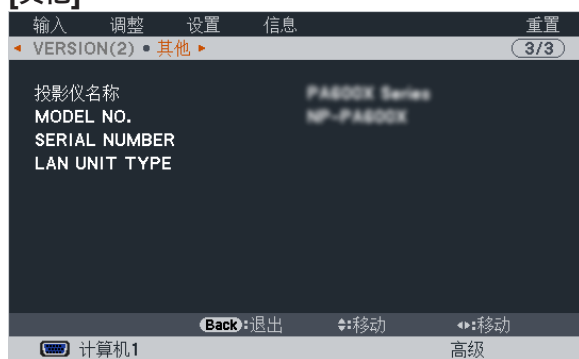 [其他]
输入 调整 设置 信息 重置
◂ VERSION(2) • 其他 ▸ 3/3
投影仪名称 PA600X Series
MODEL NO. NP-PA600X
SERIAL NUMBER
LAN UNIT TYPE
Back:退出 ♦:移动 ◂▸:移动
计算机1 高级